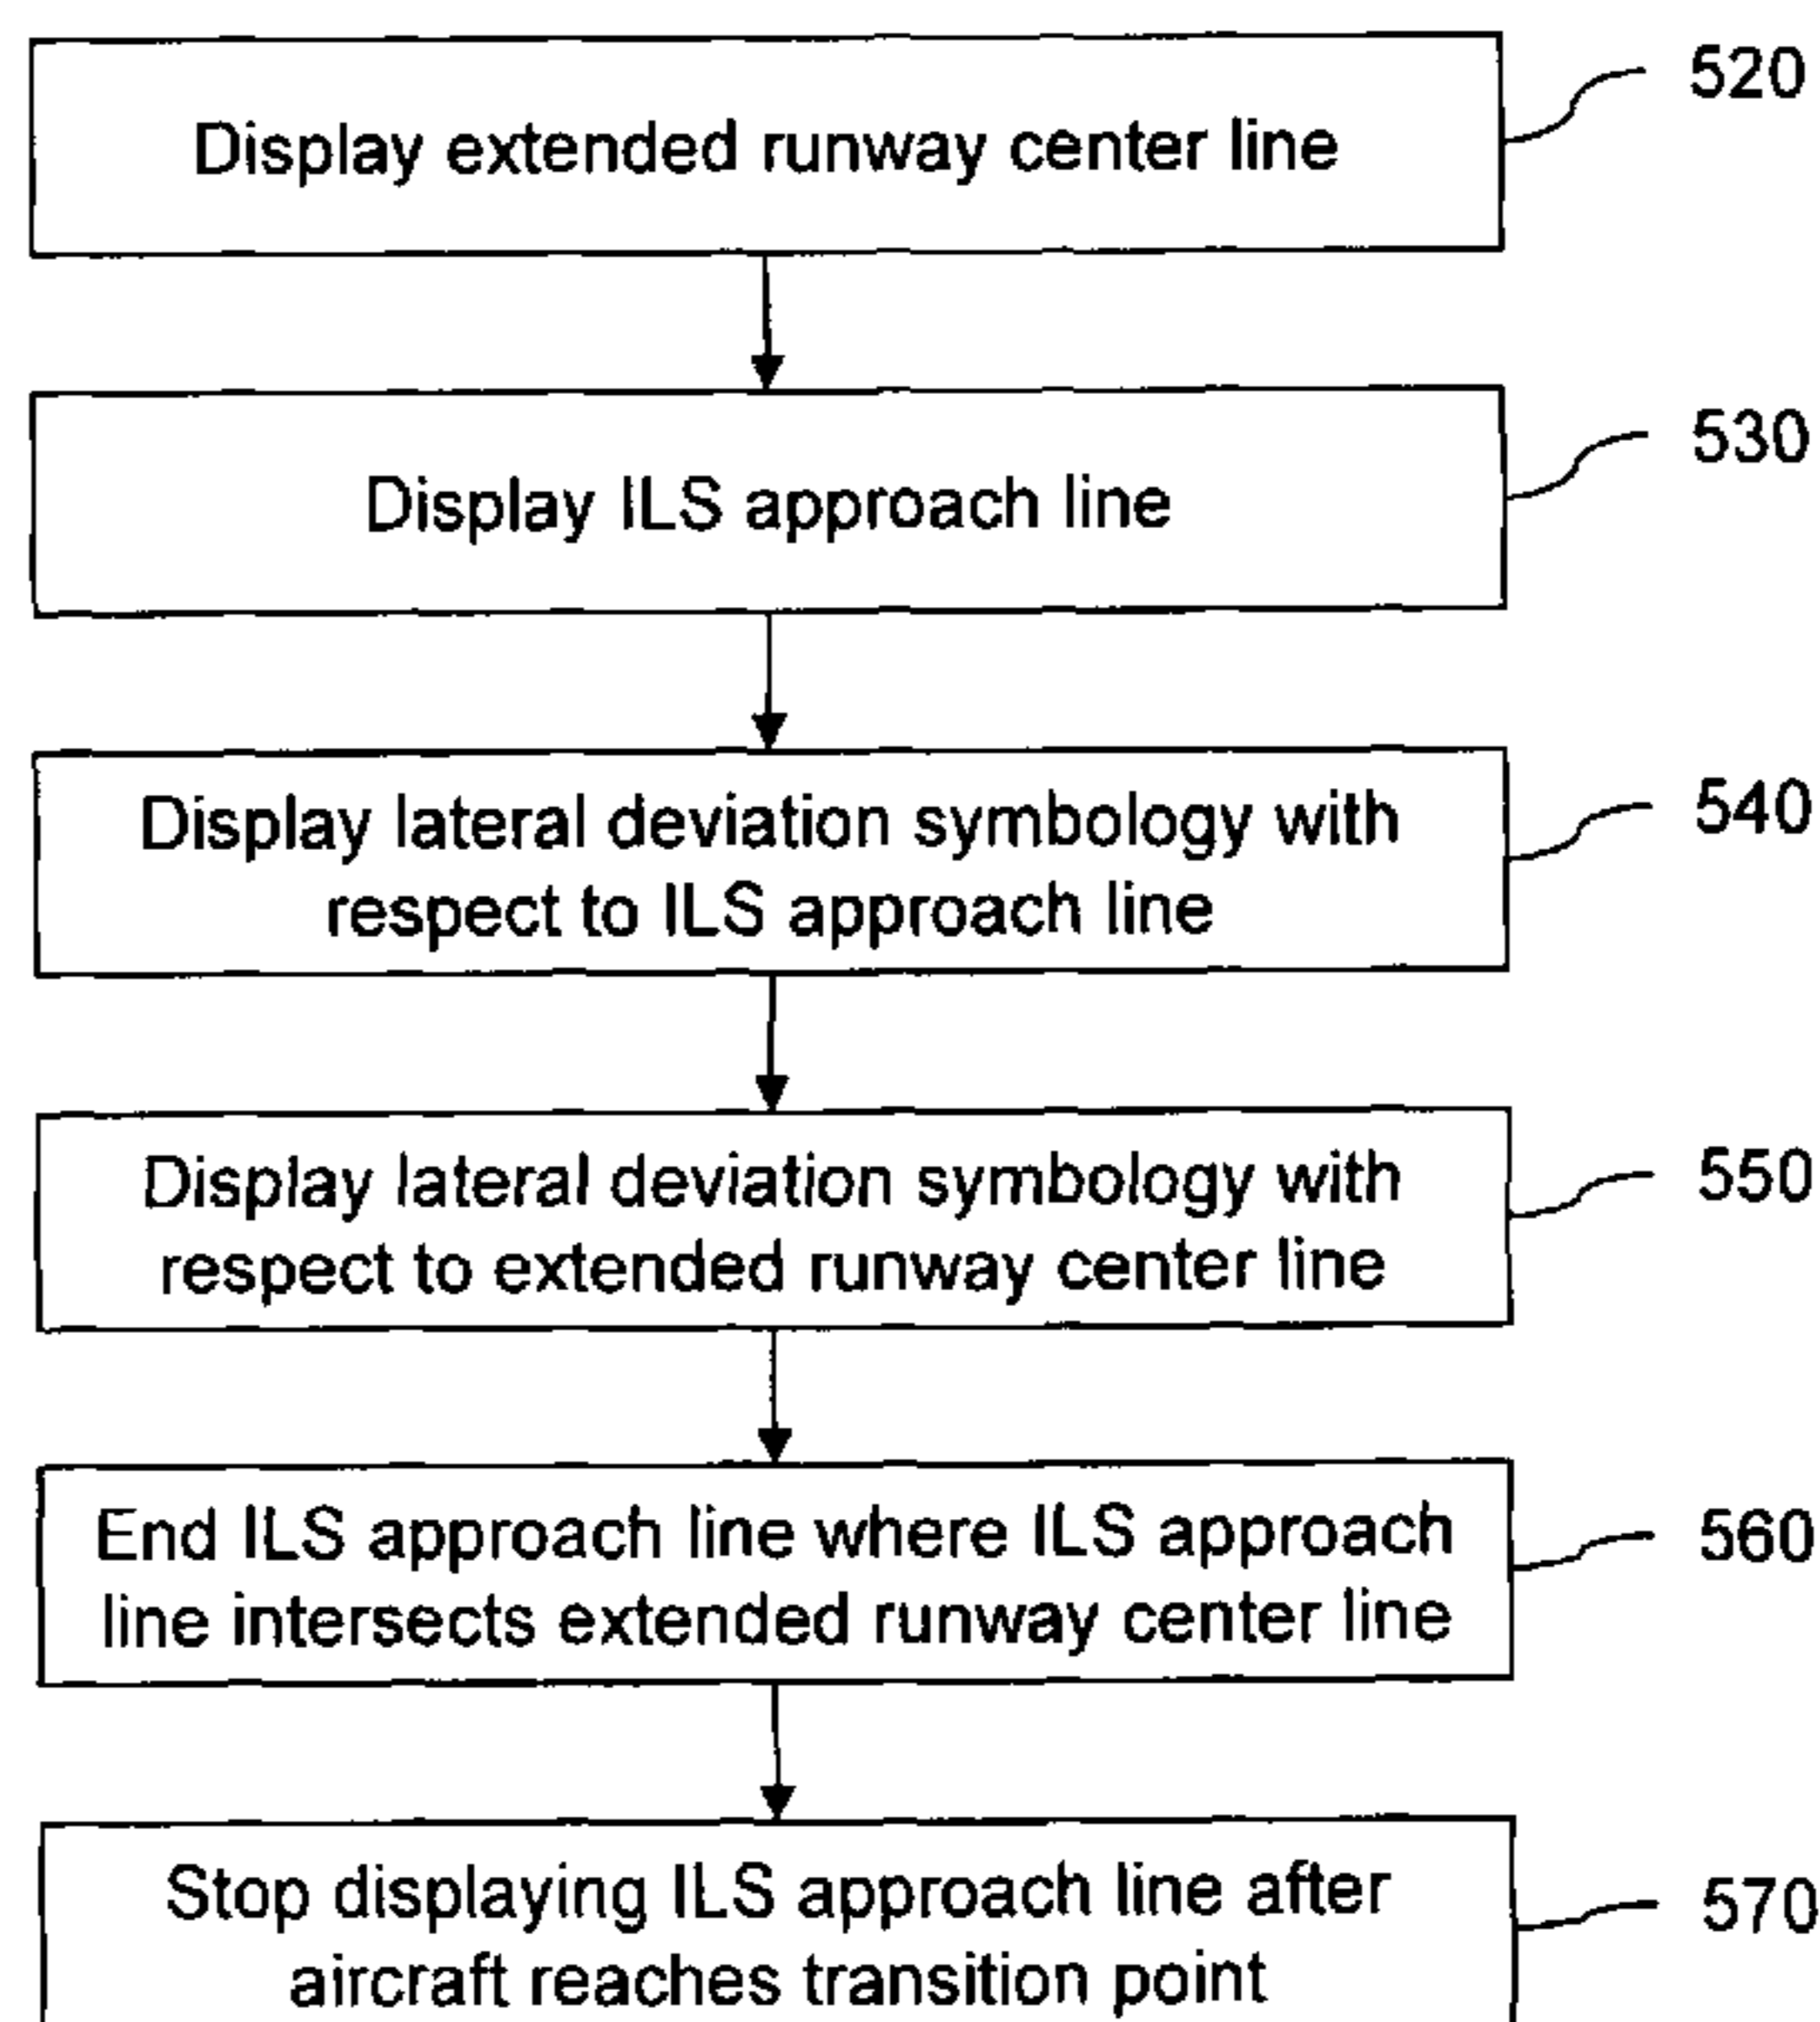 Display extended runway center line
520
Display ILS approach line
530
Display lateral deviation symbology with
respect to ILS approach line
540
Display lateral deviation symbology with
respect to extended runway center line
550
End ILS approach line where ILS approach
line intersects extended runway center line
560
Stop displaying ILS approach line after
aircraft reaches transition point
570